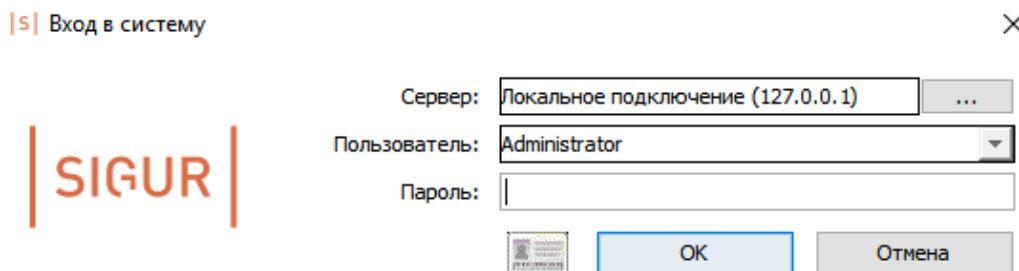 |S| Вход в систему
Сервер: Локальное подключение (127.0.0.1) ...
SIGUR
Пользователь: Administrator
Пароль:
OK Отмена